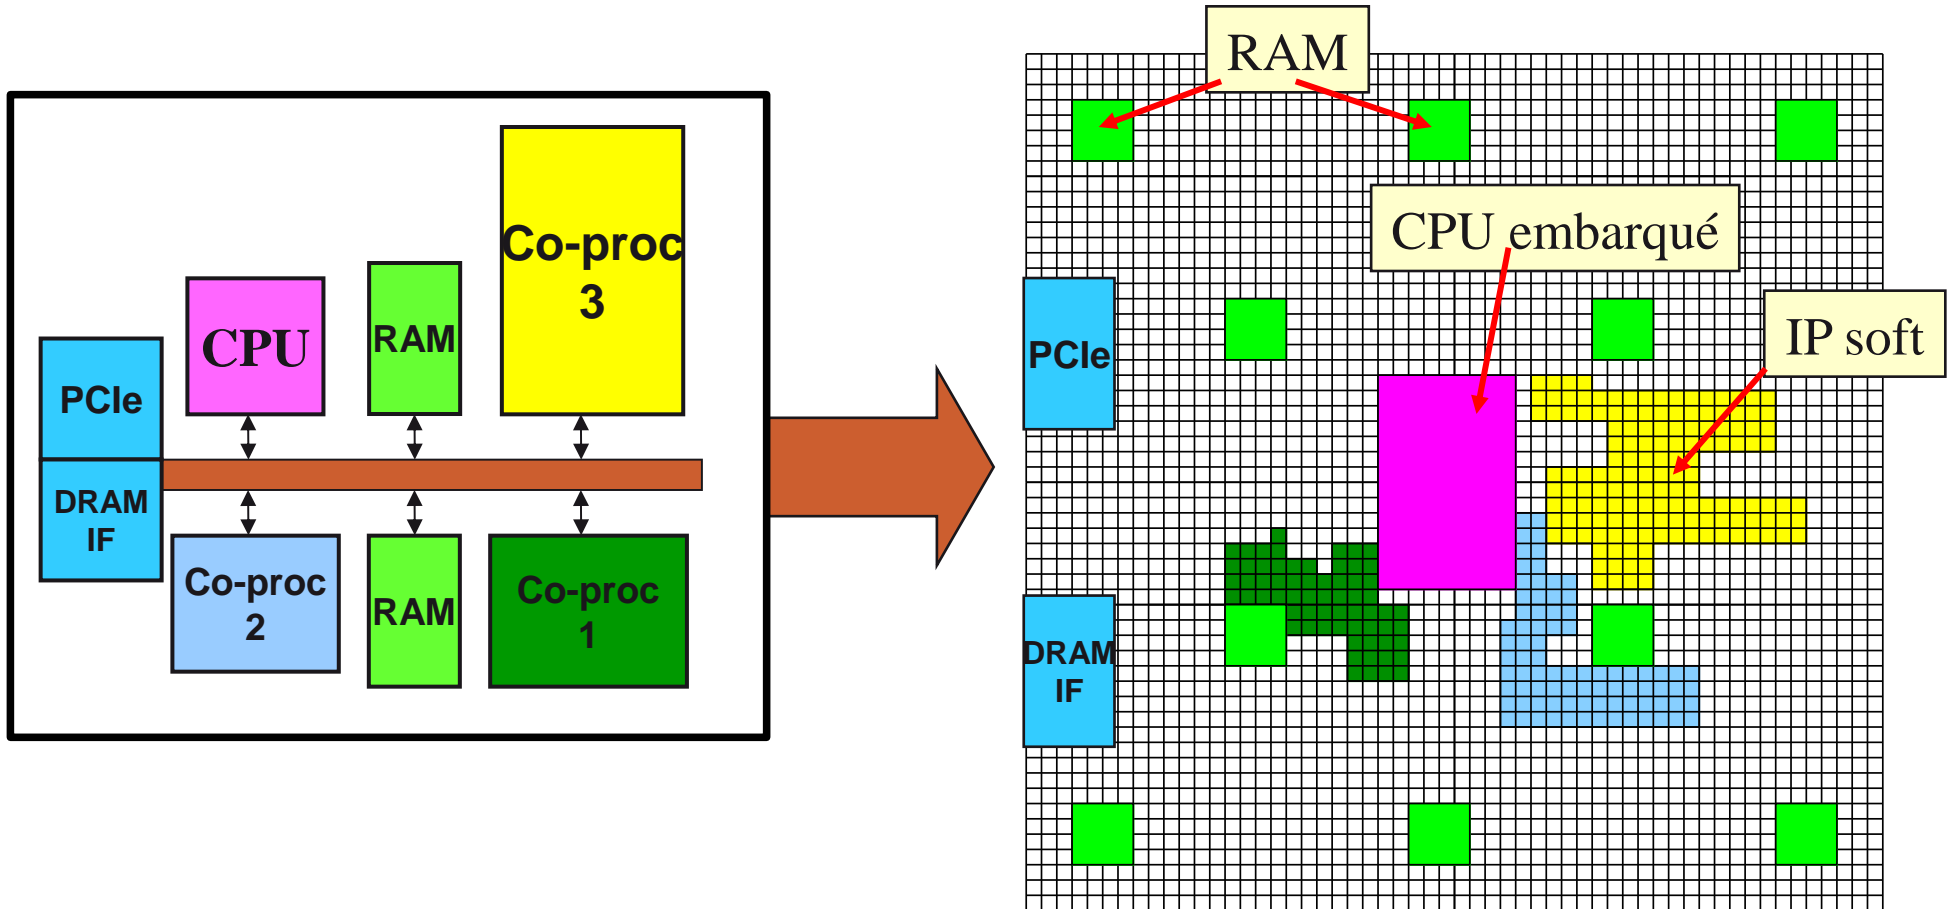 Co-proc
3
CPU
RAM
PCIe
DRAM
IF
Co-proc
2
RAM
Co-proc
1
RAM
CPU embarqué
IP soft
PCIe
DRAM
IF